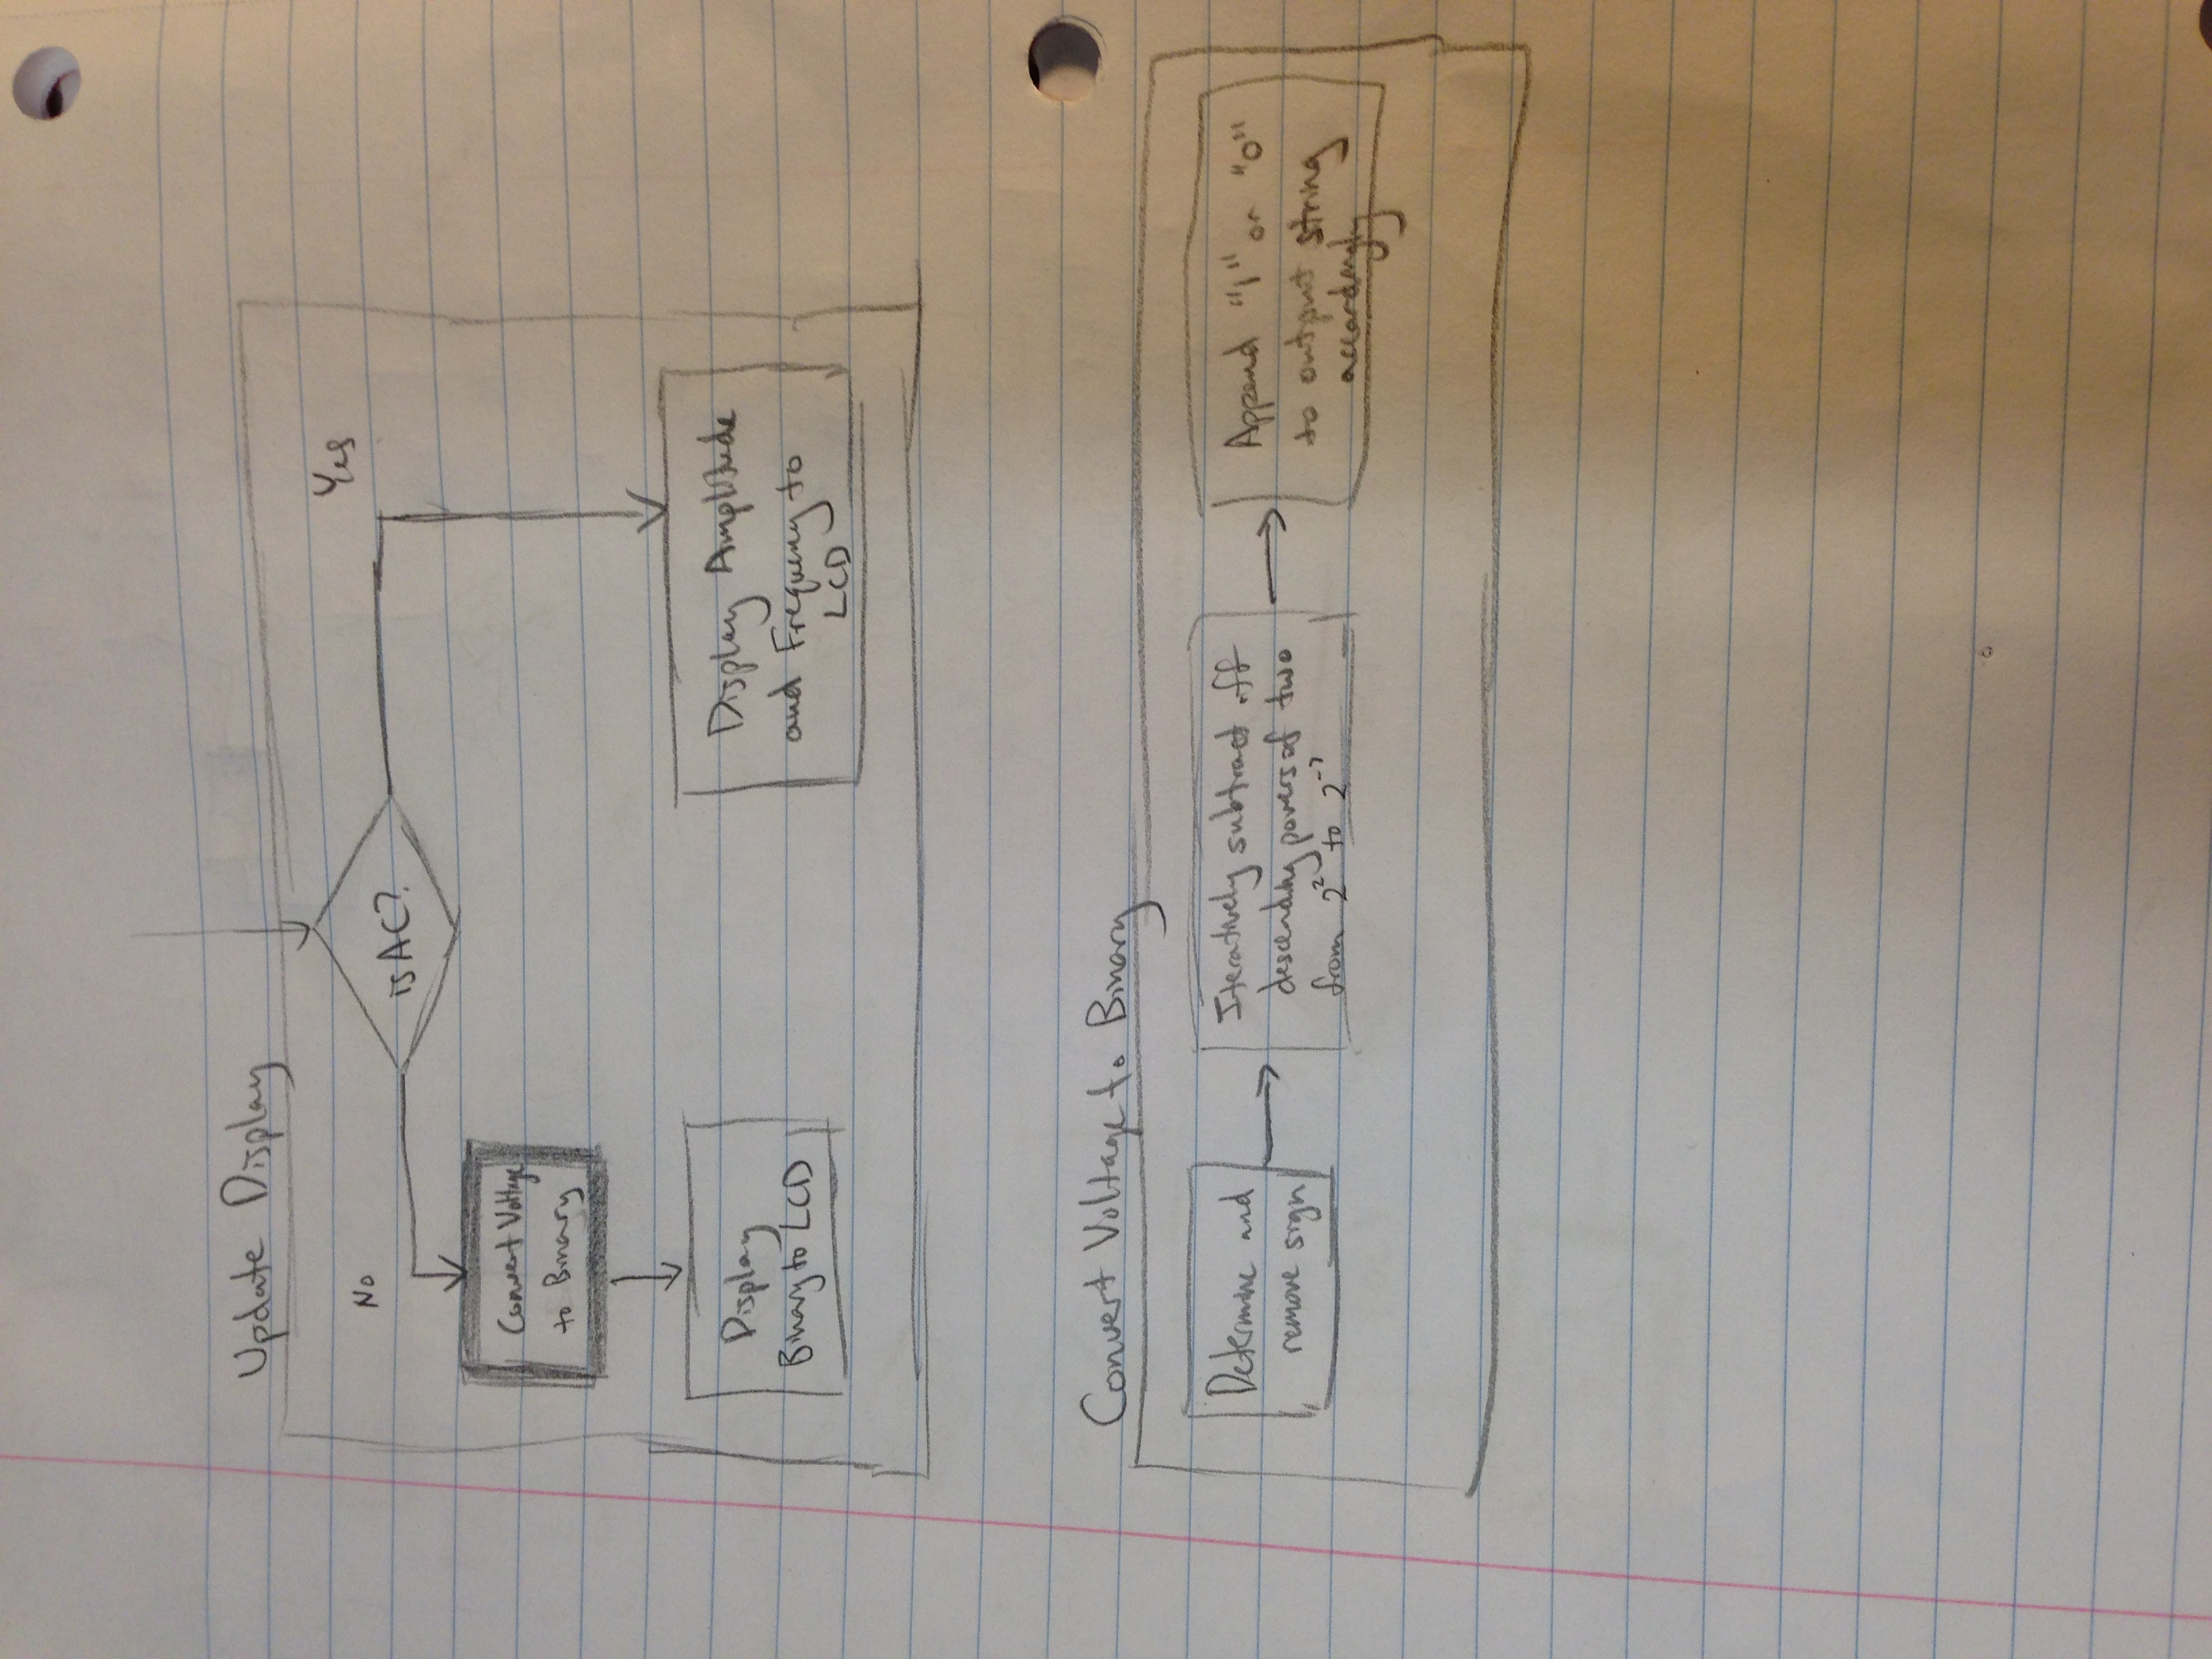 Update Display
No
Yes
isAC?
Convert Voltage
to Binary
Display
Binary to LCD
Display Amplitude
and Frequency to
LCD
Convert Voltage to Binary
Determine and
remove sign
Iteratively subtract off
descending powers of two
from 2² to 2⁻⁷
Append "1" or "0"
to output string
accordingly